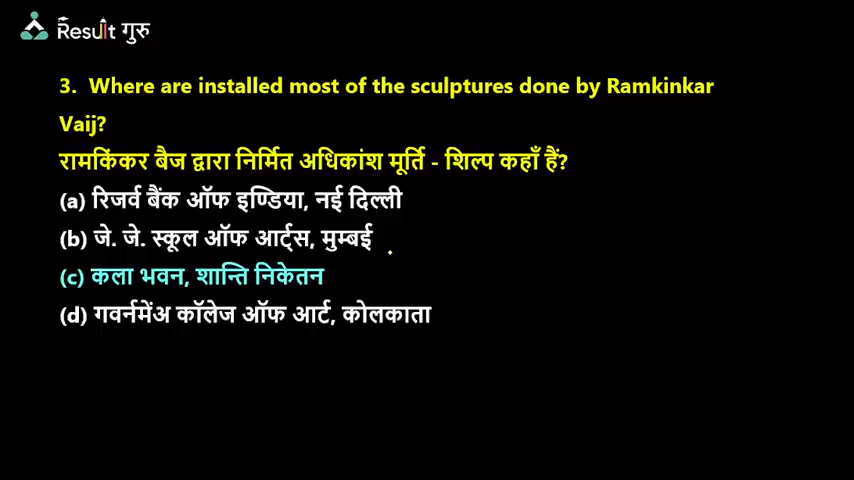 Result गुरु
3. Where are installed most of the sculptures done by Ramkinkar
Vaij?
रामकिंकर बैज द्वारा निर्मित अधिकांश मूर्ति - शिल्प कहाँ हैं?
(a) रिजर्व बैंक ऑफ इण्डिया, नई दिल्ली
(b) जे. जे. स्कूल ऑफ आर्ट्स, मुम्बई
(c) कला भवन, शान्ति निकेतन
(d) गवर्नमेंअ कॉलेज ऑफ आर्ट, कोलकाता